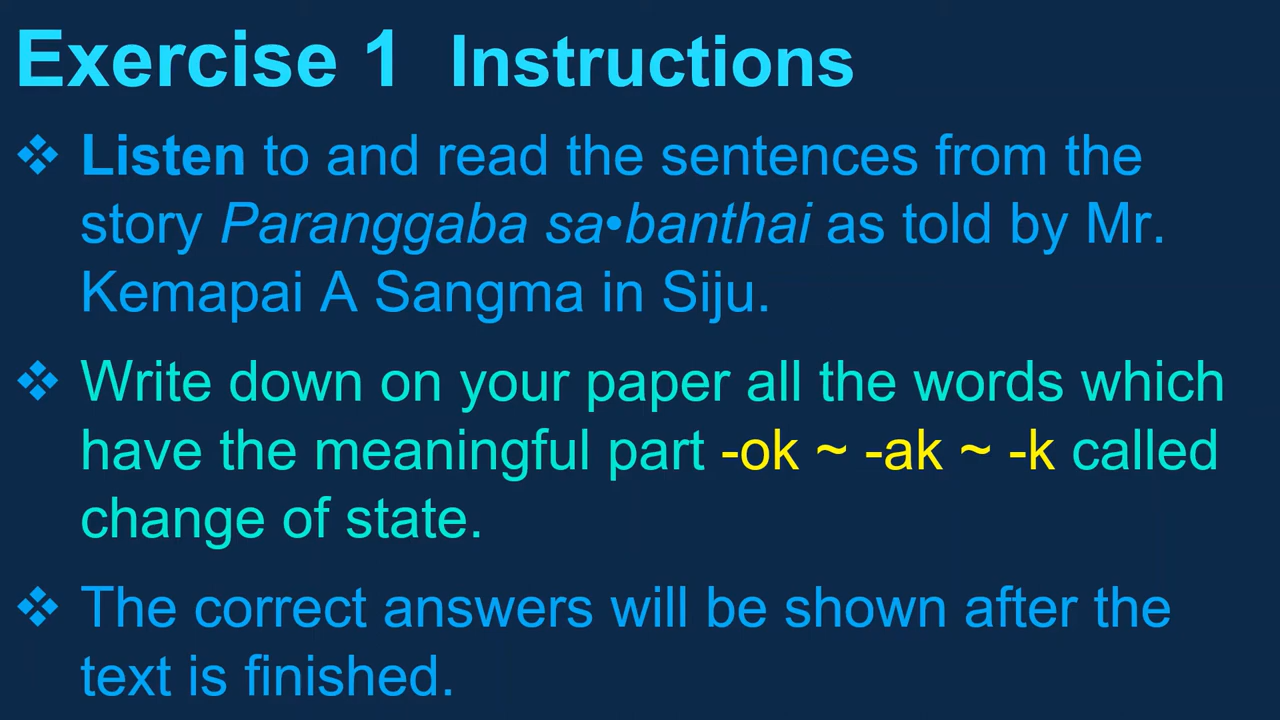 Exercise 1 Instructions
❖ Listen to and read the sentences from the
story Paranggaba sa•banthai as told by Mr.
Kemapai A Sangma in Siju.
❖ Write down on your paper all the words which
have the meaningful part -ok ~ -ak ~ -k called
change of state.
❖ The correct answers will be shown after the
text is finished.